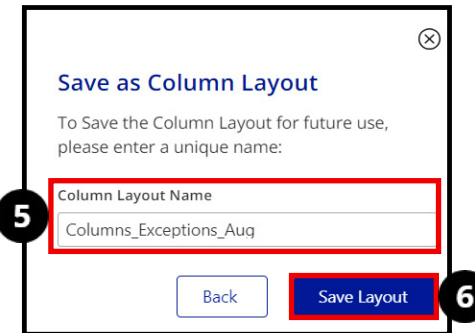 Save as Column Layout
To Save the Column Layout for future use,
please enter a unique name:
Column Layout Name
5
Columns_Exceptions_Aug
Back
Save Layout
6